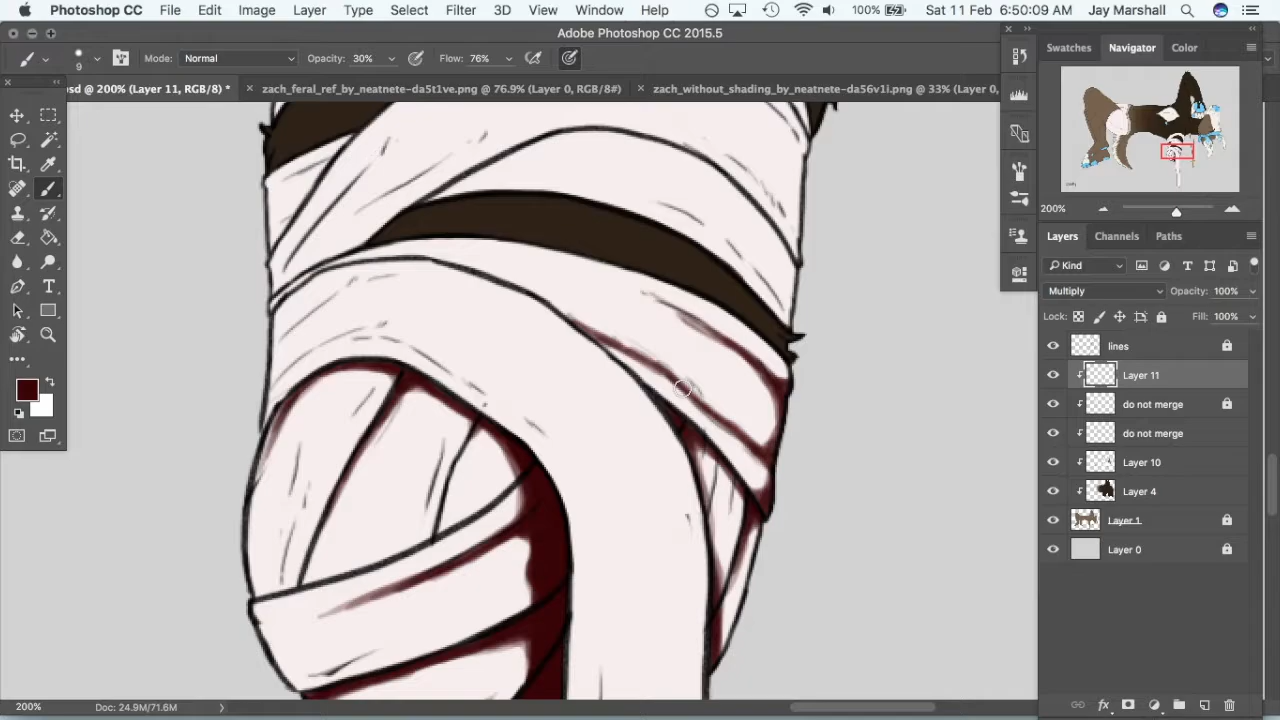 Photoshop CC File Edit Image Layer Type Select Filter 3D View Window Help 100% Sat 11 Feb 6:50:09 AM Jay Marshall
Adobe Photoshop CC 2015.5
9 Mode: Normal Opacity: 30% Flow: 76%
sd @ 200% (Layer 11, RGB/8) * zach_feral_ref_by_neatnete-da5t1ve.png @ 76.9% (Layer 0, RGB/8#) zach_without_shading_by_neatnete-da56v1i.png @ 33% (Layer 0,
Swatches Navigator Color
200%
Layers Channels Paths
Kind
Multiply Opacity: 100%
Lock: Fill: 100%
lines
Layer 11
do not merge
do not merge
Layer 10
Layer 4
Layer 1
Layer 0
200% Doc: 24.9M/71.6M